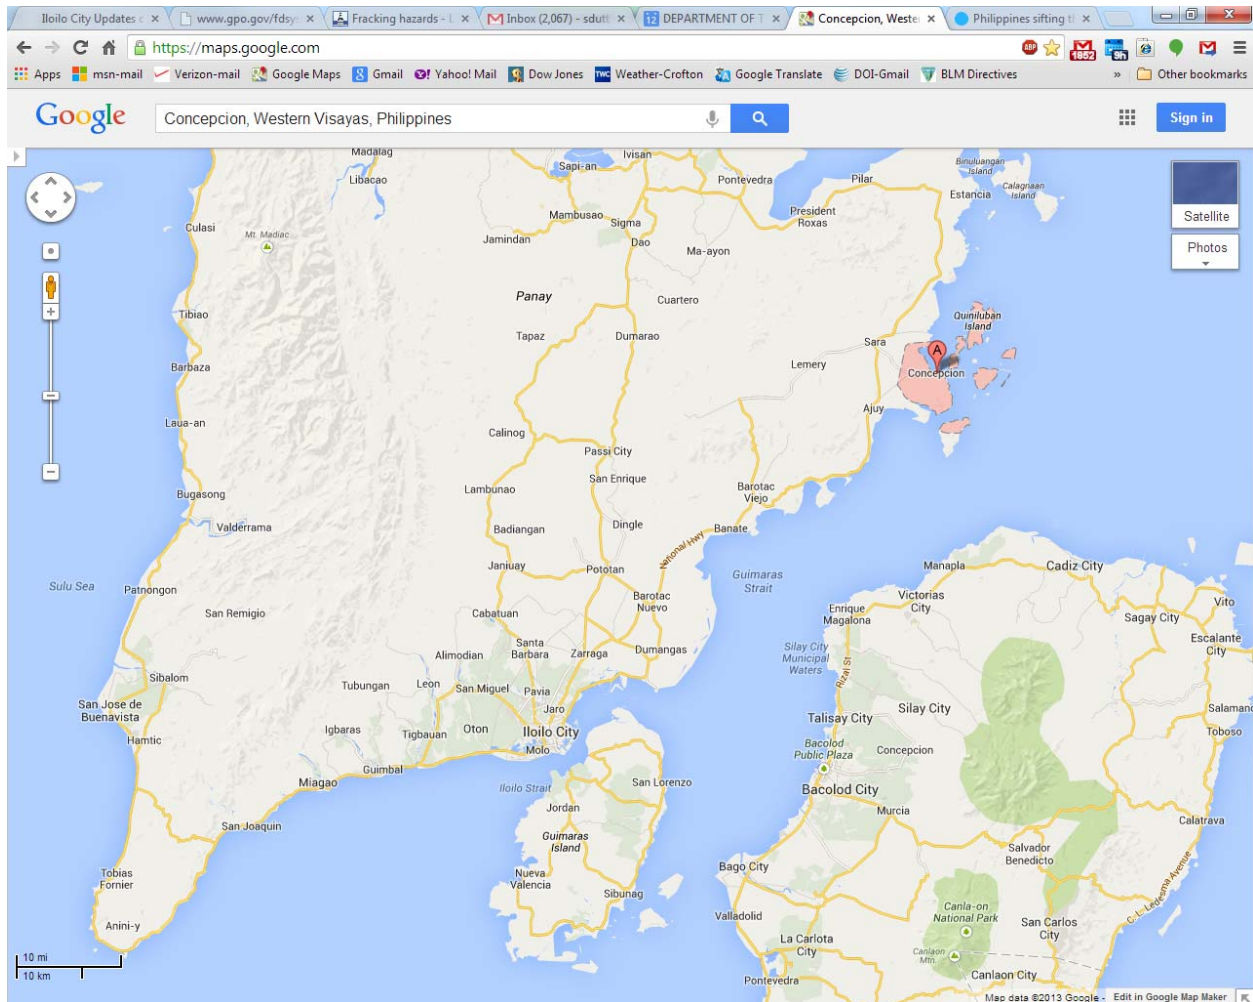 Iloilo City Updates c
www.gpo.gov/fdsy
Fracking hazards - L
Inbox (2,067) - sdutt
DEPARTMENT OF T
Concepcion, Weste
Philippines sifting t
https://maps.google.com
Apps msn-mail Verizon-mail Google Maps Gmail Yahoo! Mail Dow Jones Weather-Crofton Google Translate DOI-Gmail BLM Directives » Other bookmarks
Google Concepcion, Western Visayas, Philippines Sign in
Satellite
Photos
Madalag
Libacao
Sapi-an
Ivisan
Pontevedra
Pilar
Binuluangan
Island
Estancia
Calagnaan
Island
Culasi
Mt. Madiac
Mambusao
Sigma
President
Roxas
Jamindan
Dao
Ma-ayon
Panay
Cuartero
Tibiao
Tapaz
Dumarao
Quiniluban
Island
Sara
A
Barbaza
Lemery
Concepcion
Ajuy
Laua-an
Calinog
Passi City
San Enrique
Bugasong
Lambunao
Barotac
Viejo
Valderrama
Badiangan
Dingle
National Hwy
Banate
Janiuay
Pototan
Guimaras
Strait
Manapla
Cadiz City
Sulu Sea
Patnongon
San Remigio
Cabatuan
Barotac
Nuevo
Enrique
Magalona
Victorias
City
Vito
Sagay City
Escalante
City
Alimodian
Santa
Barbara
Zarraga
Dumangas
Silay City
Municipal
Waters
Rizal St
Sibalom
Tubungan
Leon
San Miguel
Pavia
San Jose de
Buenavista
Jaro
Talisay City
Silay City
Salamanc
Toboso
Hamtic
Igbaras
Tigbauan
Oton
Iloilo City
Molo
Bacolod
Public Plaza
Concepcion
Guimbal
Miagao
Iloilo Strait
San Lorenzo
Bacolod City
Jordan
Murcia
San Joaquin
Guimaras
Island
Calatrava
Salvador
Benedicto
Tobias
Fornier
Nueva
Valencia
Sibunag
Bago City
C.L. Ledesma Avenue
Anini-y
Valladolid
Canla-on
National Park
San Carlos
City
La Carlota
City
Canlaon
Mtn.
Pontevedra
Canlaon City
10 mi
10 km
Map data ©2013 Google - Edit in Google Map Maker